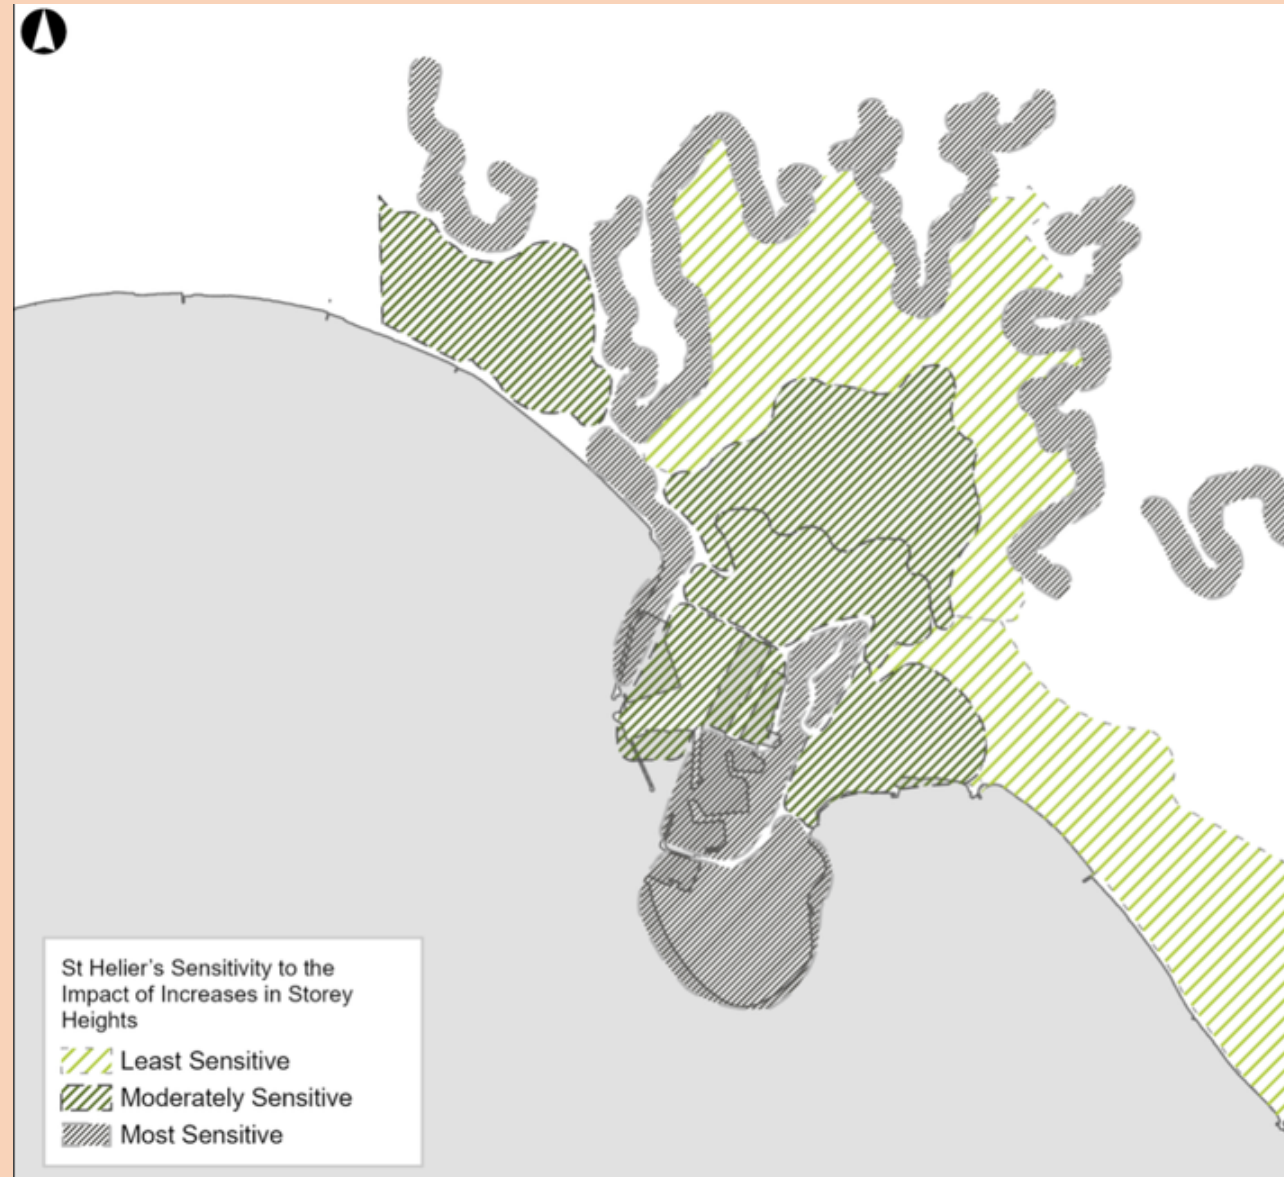 St Helier's Sensitivity to the
Impact of Increases in Storey
Heights
Least Sensitive
Moderately Sensitive
Most Sensitive